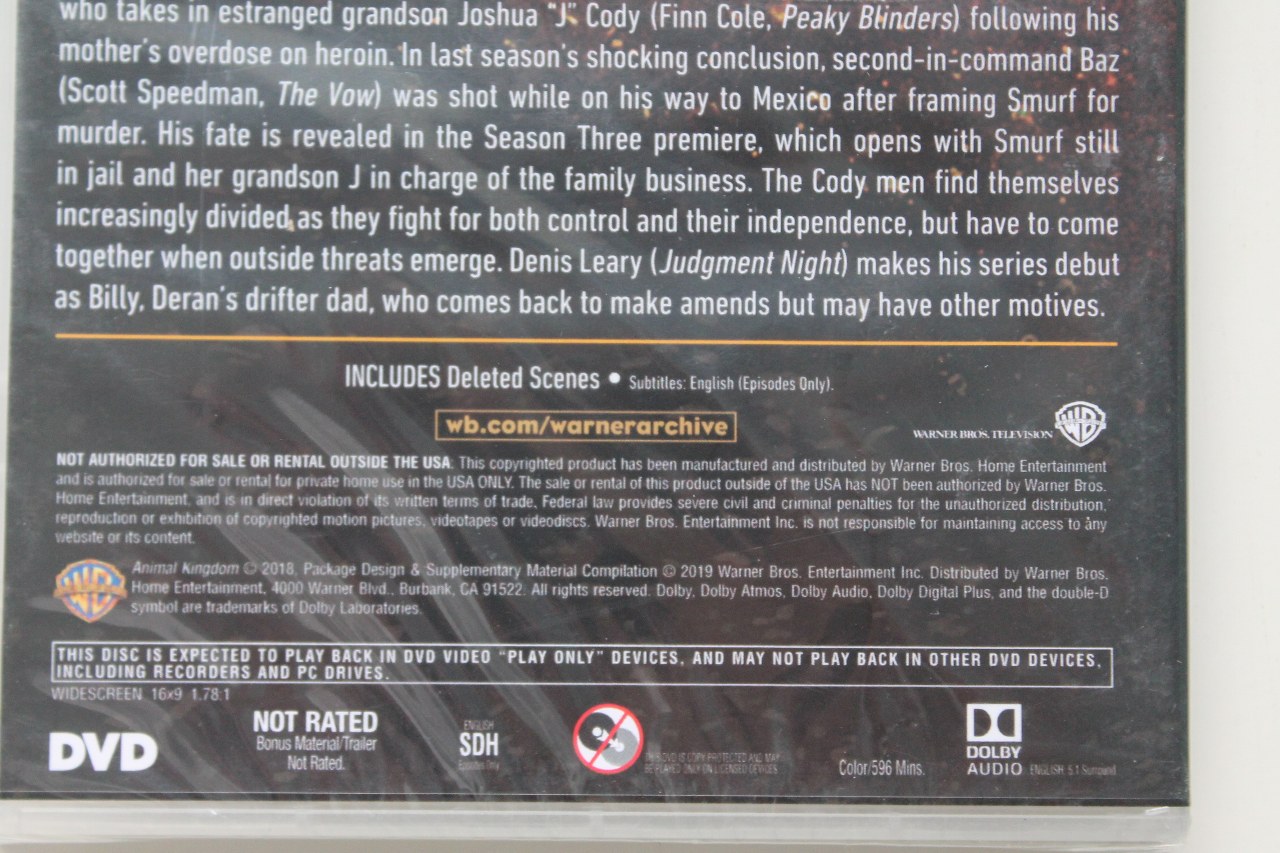 who takes in estranged grandson Joshua "J" Cody (Finn Cole, Peaky Blinders) following his
mother's overdose on heroin. In last season's shocking conclusion, second-in-command Baz
(Scott Speedman, The Vow) was shot while on his way to Mexico after framing Smurf for
murder. His fate is revealed in the Season Three premiere, which opens with Smurf still
in jail and her grandson J in charge of the family business. The Cody men find themselves
increasingly divided as they fight for both control and their independence, but have to come
together when outside threats emerge. Denis Leary (Judgment Night) makes his series debut
as Billy, Deran's drifter dad, who comes back to make amends but may have other motives.
INCLUDES Deleted Scenes • Subtitles: English (Episodes Only).
wb.com/warnerarchive
WARNER BROS. TELEVISION WB
NOT AUTHORIZED FOR SALE OR RENTAL OUTSIDE THE USA: This copyrighted product has been manufactured and distributed by Warner Bros. Home Entertainment
and is authorized for sale or rental for private home use in the USA ONLY. The sale or rental of this product outside of the USA has NOT been authorized by Warner Bros.
Home Entertainment, and is in direct violation of its written terms of trade. Federal law provides severe civil and criminal penalties for the unauthorized distribution,
reproduction or exhibition of copyrighted motion pictures, videotapes or videodiscs. Warner Bros. Entertainment Inc. is not responsible for maintaining access to any
website or its content.
Animal Kingdom © 2018, Package Design & Supplementary Material Compilation © 2019 Warner Bros. Entertainment Inc. Distributed by Warner Bros.
Home Entertainment, 4000 Warner Blvd., Burbank, CA 91522. All rights reserved. Dolby, Dolby Atmos, Dolby Audio, Dolby Digital Plus, and the double-D
symbol are trademarks of Dolby Laboratories.
THIS DISC IS EXPECTED TO PLAY BACK IN DVD VIDEO "PLAY ONLY" DEVICES, AND MAY NOT PLAY BACK IN OTHER DVD DEVICES,
INCLUDING RECORDERS AND PC DRIVES.
WIDESCREEN 16x9 1.78:1
DVD
NOT RATED
Bonus Material/Trailer
Not Rated.
ENGLISH
SDH
Episodes Only
THIS DVD IS COPY PROTECTED AND MAY
BE PLAYED ONLY ON LICENSED DEVICES
Color/596 Mins.
DOLBY
AUDIO ENGLISH: 5.1 Surround